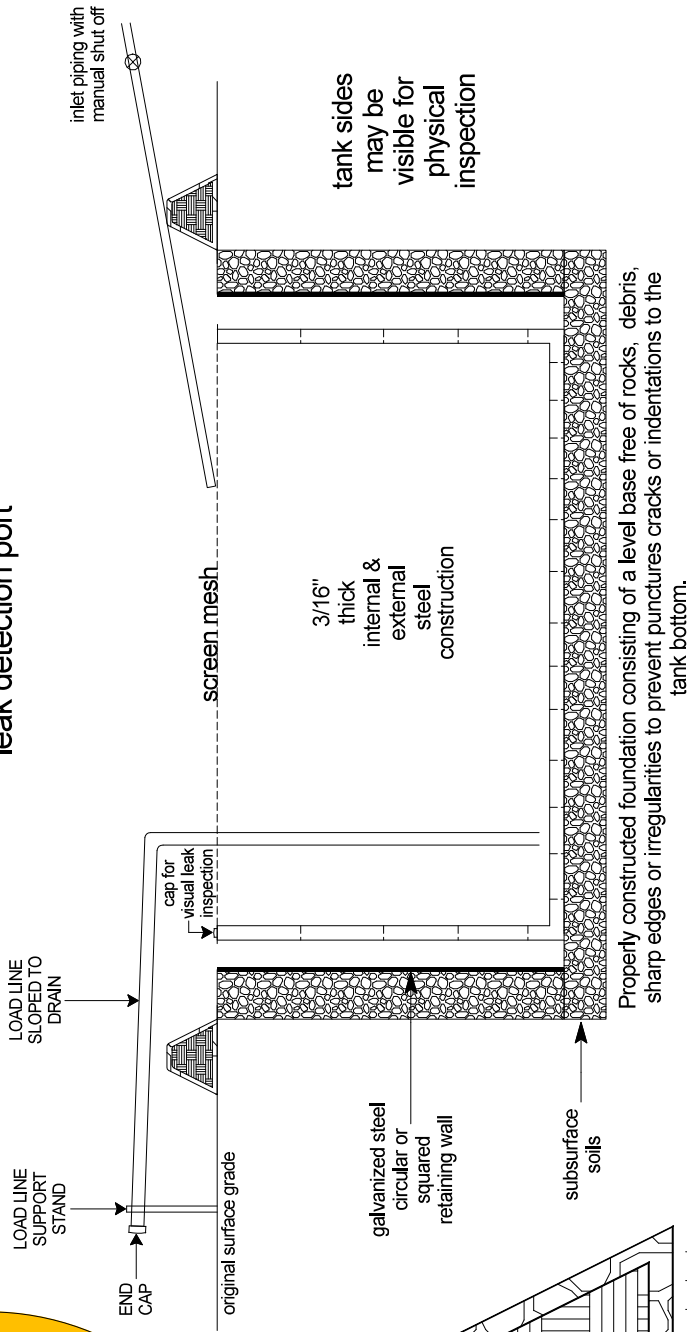 leak detection port
inlet piping with
manual shut off
LOAD LINE
SLOPED TO
DRAIN
LOAD LINE
SUPPORT
STAND
END
CAP
cap for
visual leak
inspection
screen mesh
original surface grade
3/16"
thick
internal &
external
steel
construction
tank sides
may be
visible for
physical
inspection
galvanized steel
circular or
squared
retaining wall
subsurface
soils
Properly constructed foundation consisting of a level base free of rocks, debris,
sharp edges or irregularities to prevent punctures cracks or indentations to the
tank bottom.